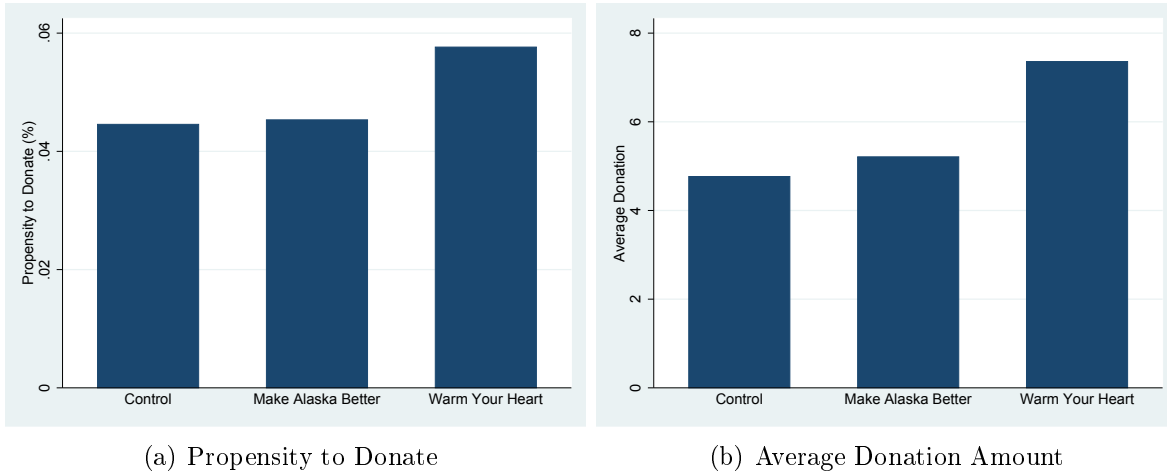 Propensity to Donate (%)
.06
.04
.02
0
Control Make Alaska Better Warm Your Heart
(a) Propensity to Donate
Average Donation
8
6
4
2
0
Control Make Alaska Better Warm Your Heart
(b) Average Donation Amount